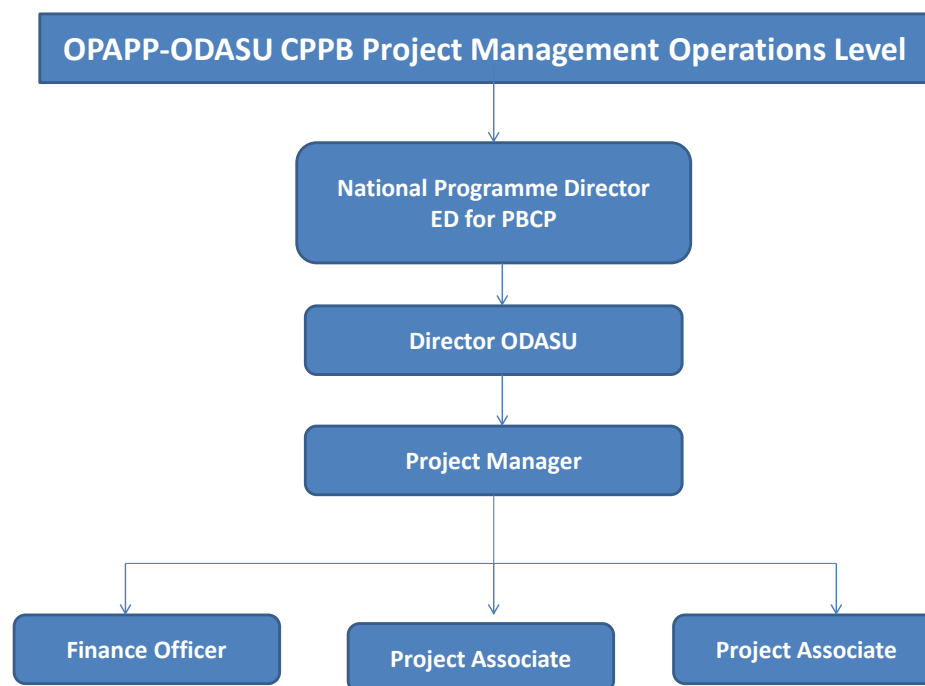 OPAPP-ODASU CPPB Project Management Operations Level
National Programme Director
ED for PBCP
Director ODASU
Project Manager
Finance Officer
Project Associate
Project Associate